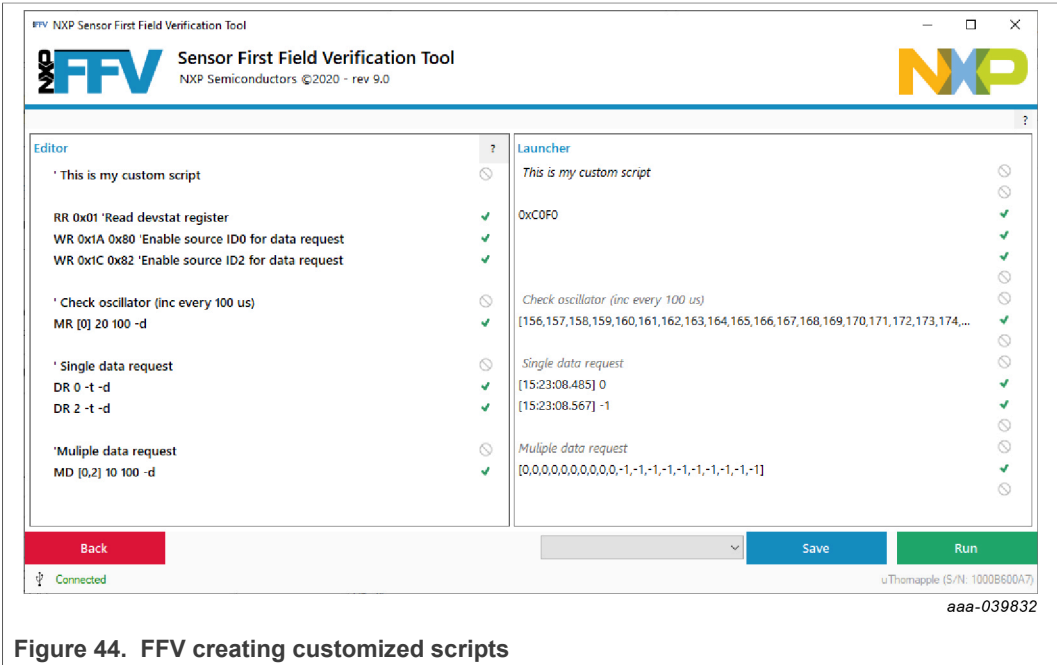 FFV NXP Sensor First Field Verification Tool
NXP FFV
Sensor First Field Verification Tool
NXP Semiconductors ©2020 - rev 9.0
NXP
?
Editor ?
' This is my custom script
RR 0x01 'Read devstat register
WR 0x1A 0x80 'Enable source ID0 for data request
WR 0x1C 0x82 'Enable source ID2 for data request
' Check oscillator (inc every 100 us)
MR [0] 20 100 -d
' Single data request
DR 0 -t -d
DR 2 -t -d
'Muliple data request
MD [0,2] 10 100 -d
Launcher
This is my custom script
0xC0F0
Check oscillator (inc every 100 us)
[156,157,158,159,160,161,162,163,164,165,166,167,168,169,170,171,172,173,174,...
Single data request
[15:23:08.485] 0
[15:23:08.567] -1
Muliple data request
[0,0,0,0,0,0,0,0,0,0,-1,-1,-1,-1,-1,-1,-1,-1,-1,-1]
Back
Save
Run
Connected
uThomapple (S/N: 1000B600A7)
aaa-039832
Figure 44. FFV creating customized scripts